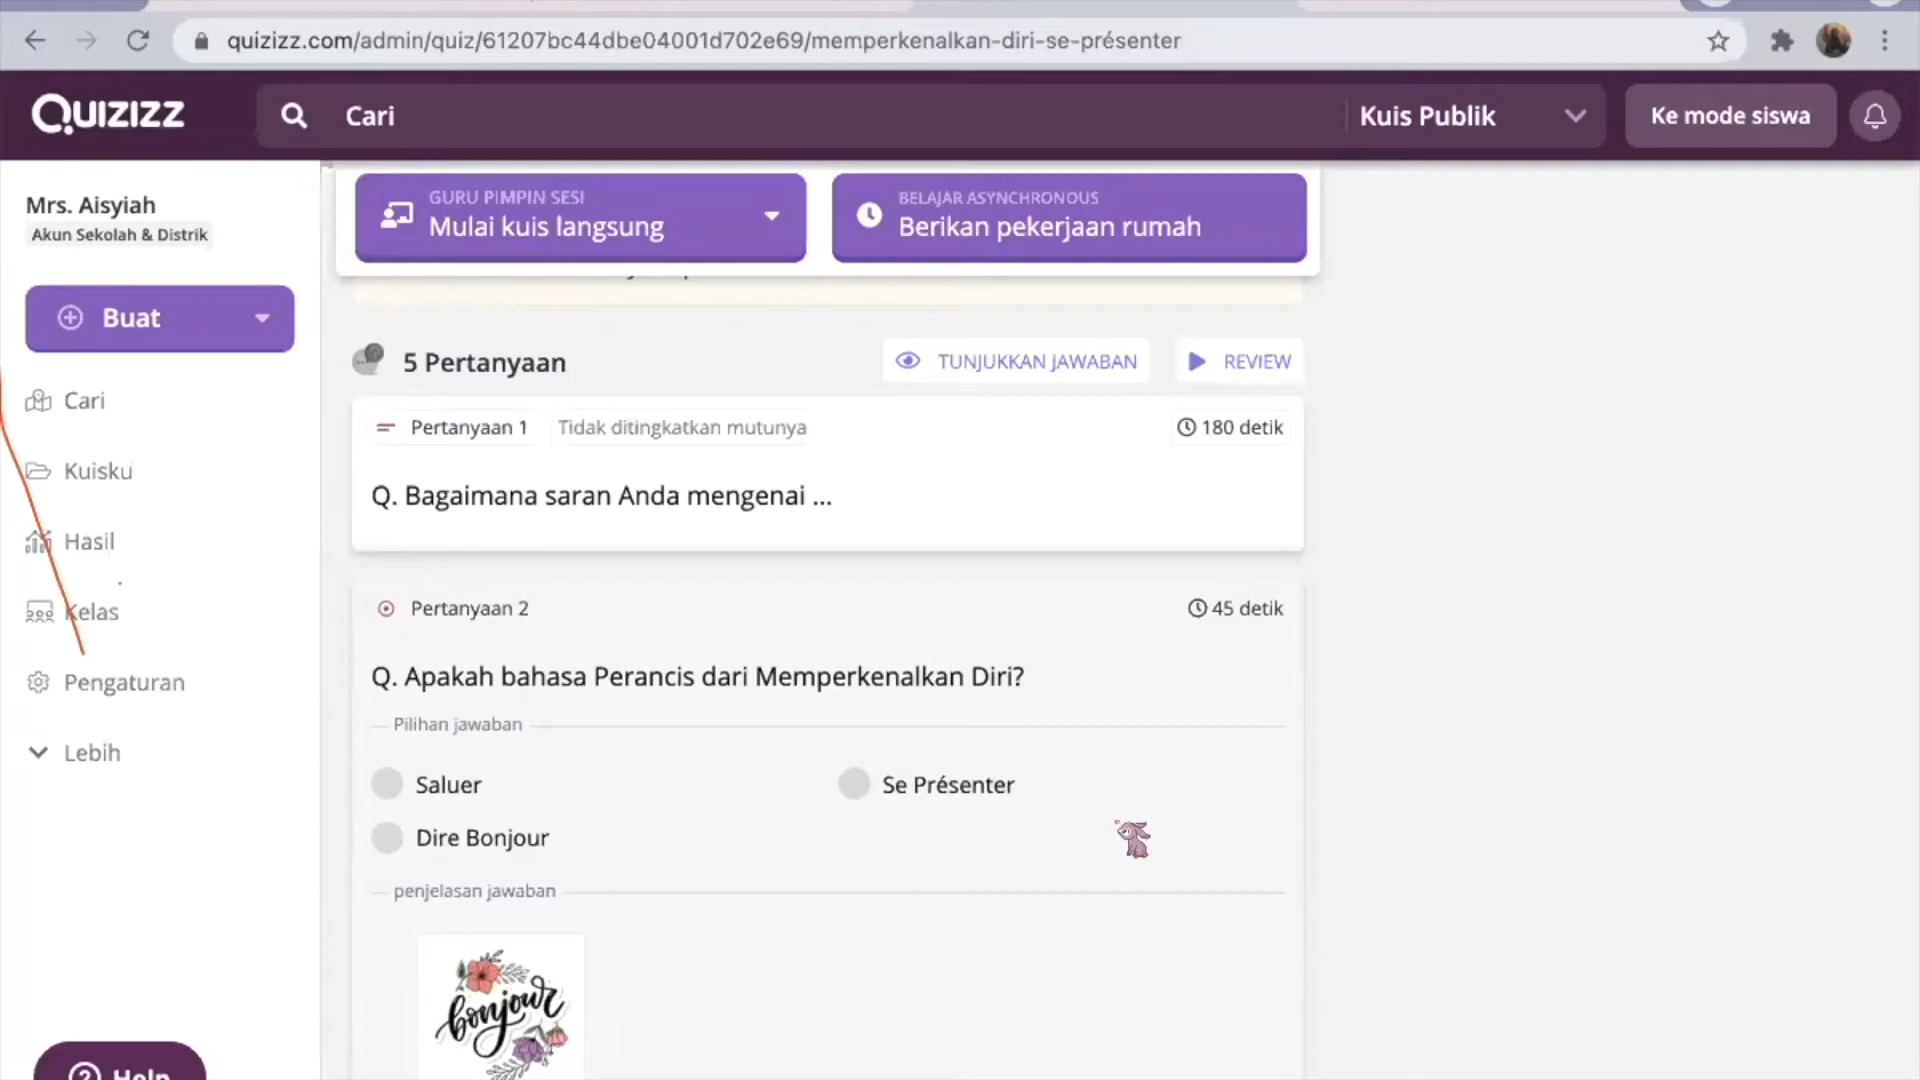 quizizz.com/admin/quiz/61207bc44dbe04001d702e69/memperkenalkan-diri-se-présenter
QUIZIZZ
Cari
Kuis Publik
Ke mode siswa
Mrs. Aisyiah
Akun Sekolah & Distrik
GURU PIMPIN SESI
Mulai kuis langsung
BELAJAR ASYNCHRONOUS
Berikan pekerjaan rumah
Buat
Cari
Kuisku
Hasil
Kelas
Pengaturan
Lebih
Help
5 Pertanyaan
TUNJUKKAN JAWABAN
REVIEW
Pertanyaan 1
Tidak ditingkatkan mutunya
180 detik
Q. Bagaimana saran Anda mengenai ...
Pertanyaan 2
45 detik
Q. Apakah bahasa Perancis dari Memperkenalkan Diri?
Pilihan jawaban
Saluer
Se Présenter
Dire Bonjour
penjelasan jawaban
bonjour